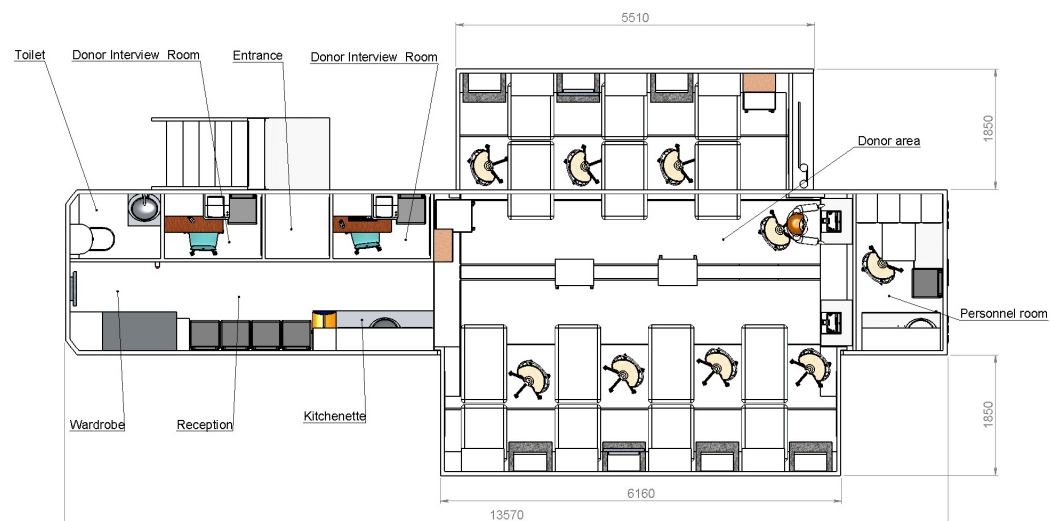 5510
Toilet
Donor Interview Room
Entrance
Donor Interview Room
1850
Donor area
Personnel room
Wardrobe
Reception
Kitchenette
1850
6160
13570